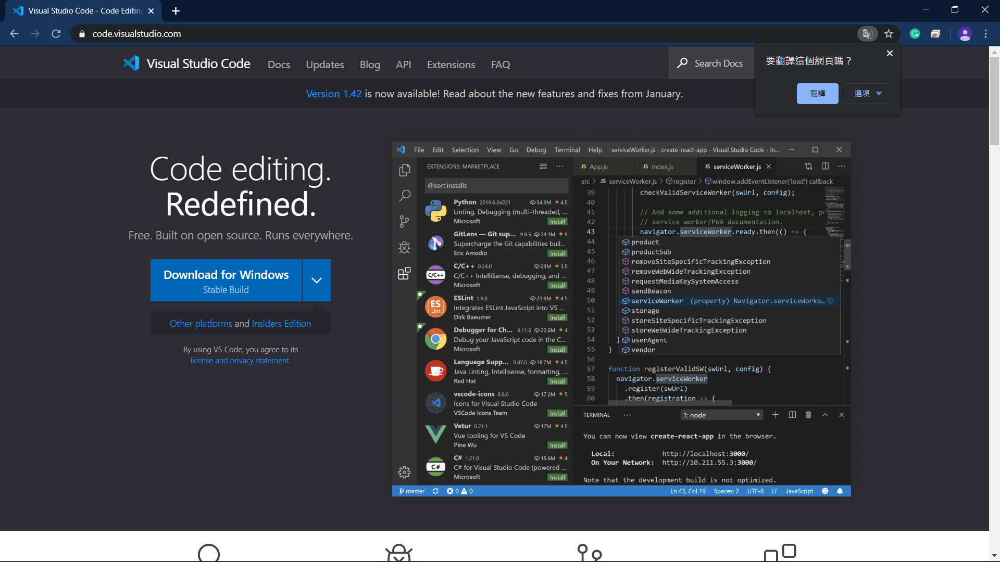 Visual Studio Code - Code Editin
code.visualstudio.com
要翻譯這個網頁嗎？
翻譯
選項
Visual Studio Code
Docs
Updates
Blog
API
Extensions
FAQ
Search Docs
Version 1.42 is now available! Read about the new features and fixes from January.
Code editing.
Redefined.
Free. Built on open source. Runs everywhere.
Download for Windows
Stable Build
Other platforms and Insiders Edition
By using VS Code, you agree to its
license and privacy statement.
File Edit Selection View Go Debug Terminal Help serviceWorker.js - create-react-app - Visual Studio Code - In...
EXTENSIONS: MARKETPLACE
@sort:installs
Python 2019.6.24221 54.9M ★ 4.5
Linting, Debugging (multi-threaded, ...
Microsoft Install
GitLens — Git sup... 9.8.5 23.1M ★ 5
Supercharge the Git capabilities buil...
Eric Amodio Install
C/C++
C/C++ 0.24.0 23M ★ 3.5
C/C++ IntelliSense, debugging, and ...
Microsoft Install
ES Lint
ESLint 1.9.0 21.9M ★ 4.5
Integrates ESLint JavaScript into VS ...
Dirk Baeumer Install
Debugger for Ch... 4.11.6 20.6M ★ 4
Debug your JavaScript code in the C...
Microsoft Install
Language Supp... 0.47.0 18.7M ★ 4.5
Java Linting, Intellisense, formatting, ...
Red Hat Install
vscode-icons 8.8.0 17.2M ★ 5
Icons for Visual Studio Code
VSCode Icons Team Install
Vetur 0.21.1 17M ★ 4.5
Vue tooling for VS Code
Pine Wu Install
C#
C# 1.21.0 15.6M ★ 4
C# for Visual Studio Code (powered ...
Microsoft Install
JS App.js JS index.js JS serviceWorker.js
src > JS serviceWorker.js > register > window.addEventListener('load') callback
39 checkValidServiceWorker(swUrl, config);
40
41 // Add some additional logging to localhost, p
42 // service worker/PWA documentation.
43 navigator.serviceWorker.ready.then(() => {
44 product
45 productSub
46 removeSiteSpecificTrackingException
47 removeWebWideTrackingException
48 requestMediaKeySystemAccess
49 sendBeacon
50 serviceWorker (property) Navigator.serviceWorke...
51 storage
52 storeSiteSpecificTrackingException
53 storeWebWideTrackingException
54 } userAgent
55 } vendor
56
57 function registerValidSW(swUrl, config) {
58 navigator.serviceWorker
59 .register(swUrl)
60 .then(registration => {
TERMINAL ... 1: node
You can now view create-react-app in the browser.
Local: http://localhost:3000/
On Your Network: http://10.211.55.3:3000/
Note that the development build is not optimized.
master 0 0 Ln 43, Col 19 Spaces: 2 UTF-8 LF JavaScript